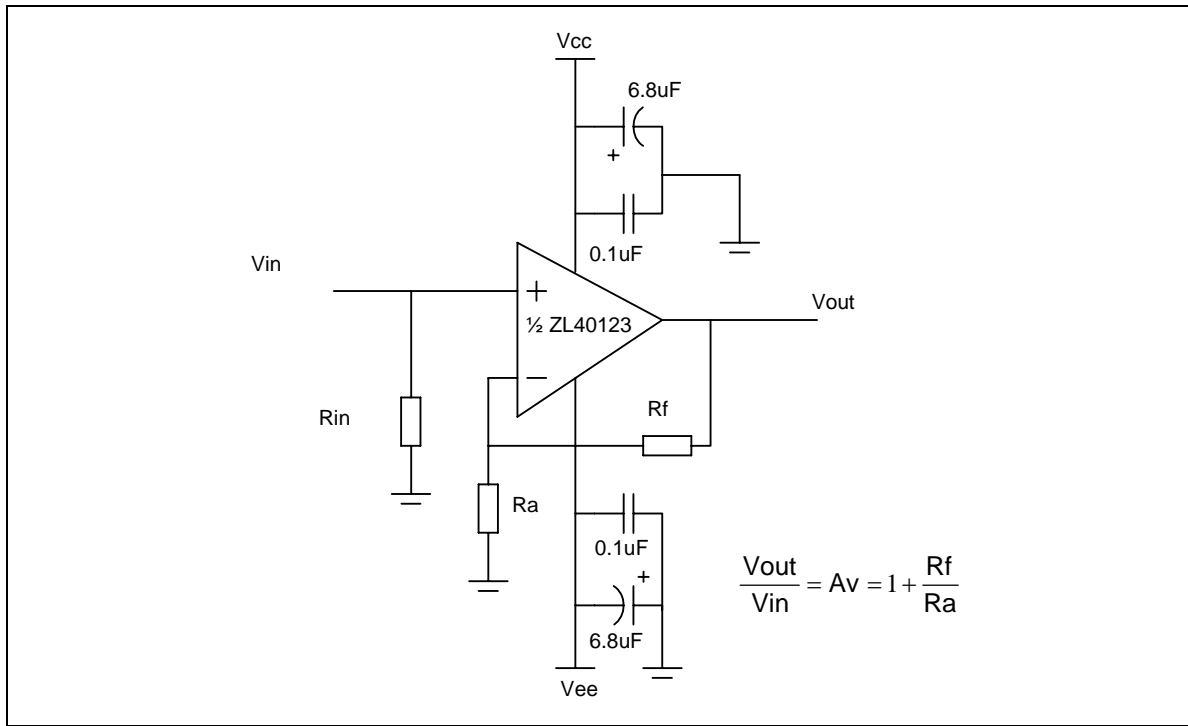 Vcc
6.8uF
+
0.1uF
Vin
+
½ ZL40123
Vout
−
Rin
Rf
Ra
0.1uF
+
6.8uF
Vee
Vout/Vin = Av = 1 + Rf/Ra